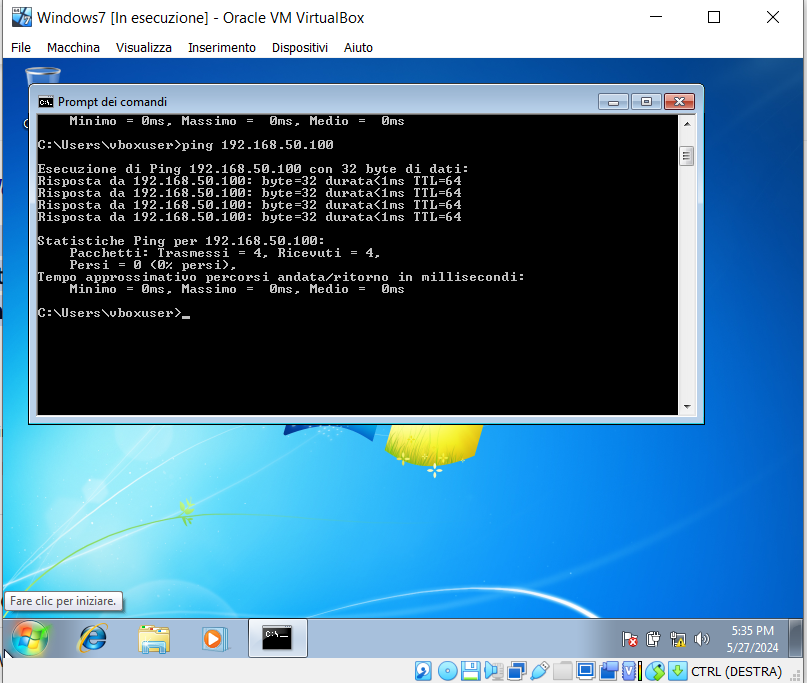 Windows7 [In esecuzione] - Oracle VM VirtualBox
File Macchina Visualizza Inserimento Dispositivi Aiuto
Prompt dei comandi
Minimo = 0ms, Massimo =  0ms, Medio =  0ms
C:\Users\vboxuser>ping 192.168.50.100
Esecuzione di Ping 192.168.50.100 con 32 byte di dati:
Risposta da 192.168.50.100: byte=32 durata<1ms TTL=64
Risposta da 192.168.50.100: byte=32 durata<1ms TTL=64
Risposta da 192.168.50.100: byte=32 durata<1ms TTL=64
Risposta da 192.168.50.100: byte=32 durata<1ms TTL=64
Statistiche Ping per 192.168.50.100:
Pacchetti: Trasmessi = 4, Ricevuti = 4,
Persi = 0 (0% persi),
Tempo approssimativo percorsi andata/ritorno in millisecondi:
Minimo = 0ms, Massimo =  0ms, Medio =  0ms
C:\Users\vboxuser>_
Fare clic per iniziare.
5:35 PM
5/27/2024
CTRL (DESTRA)